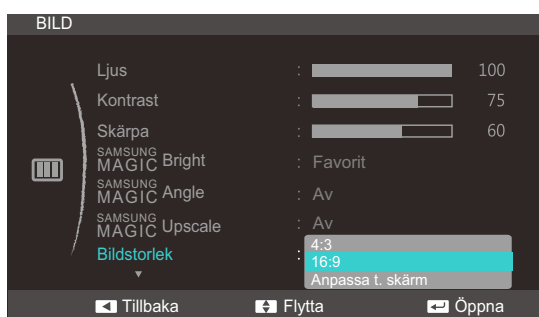 BILD
Ljus : 100
Kontrast : 75
Skärpa : 60
SAMSUNG MAGIC Bright : Favorit
SAMSUNG MAGIC Angle : Av
SAMSUNG MAGIC Upscale : Av
Bildstorlek :
4:3
16:9
Anpassa t. skärm
Tillbaka Flytta Öppna